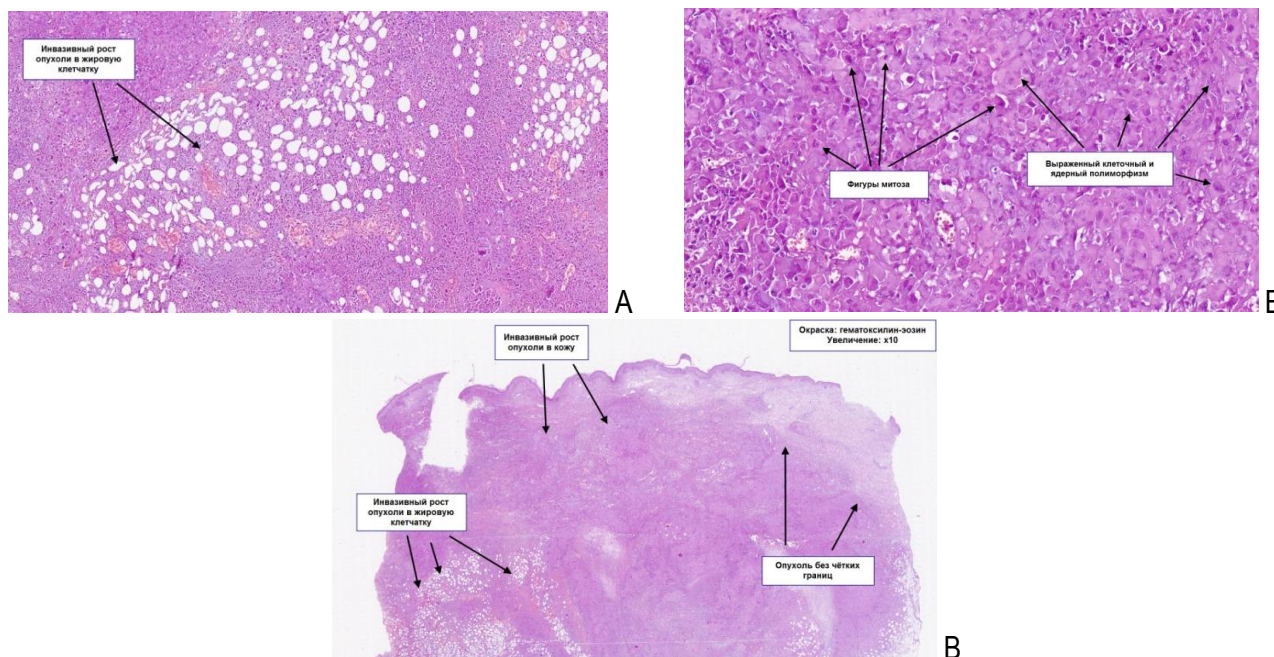 Инвазивный рост
опухоли в жировую
клетчатку
А
Фигуры митоза
Выраженный клеточный и
ядерный полиморфизм
Инвазивный рост
опухоли в кожу
Окраска: гематоксилин-эозин
Увеличение: x10
Инвазивный рост
опухоли в жировую
клетчатку
Опухоль без чётких
границ
В